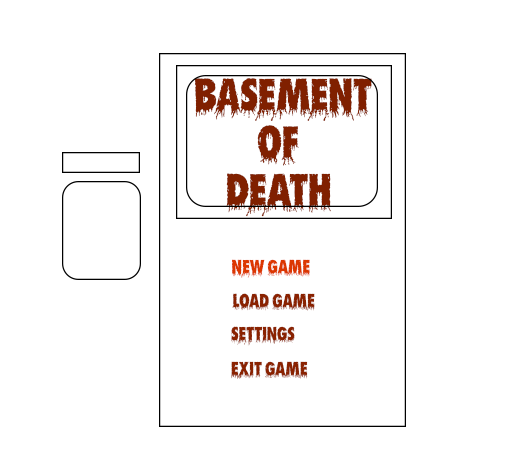 BASEMENT
OF
DEATH
NEW GAME
LOAD GAME
SETTINGS
EXIT GAME